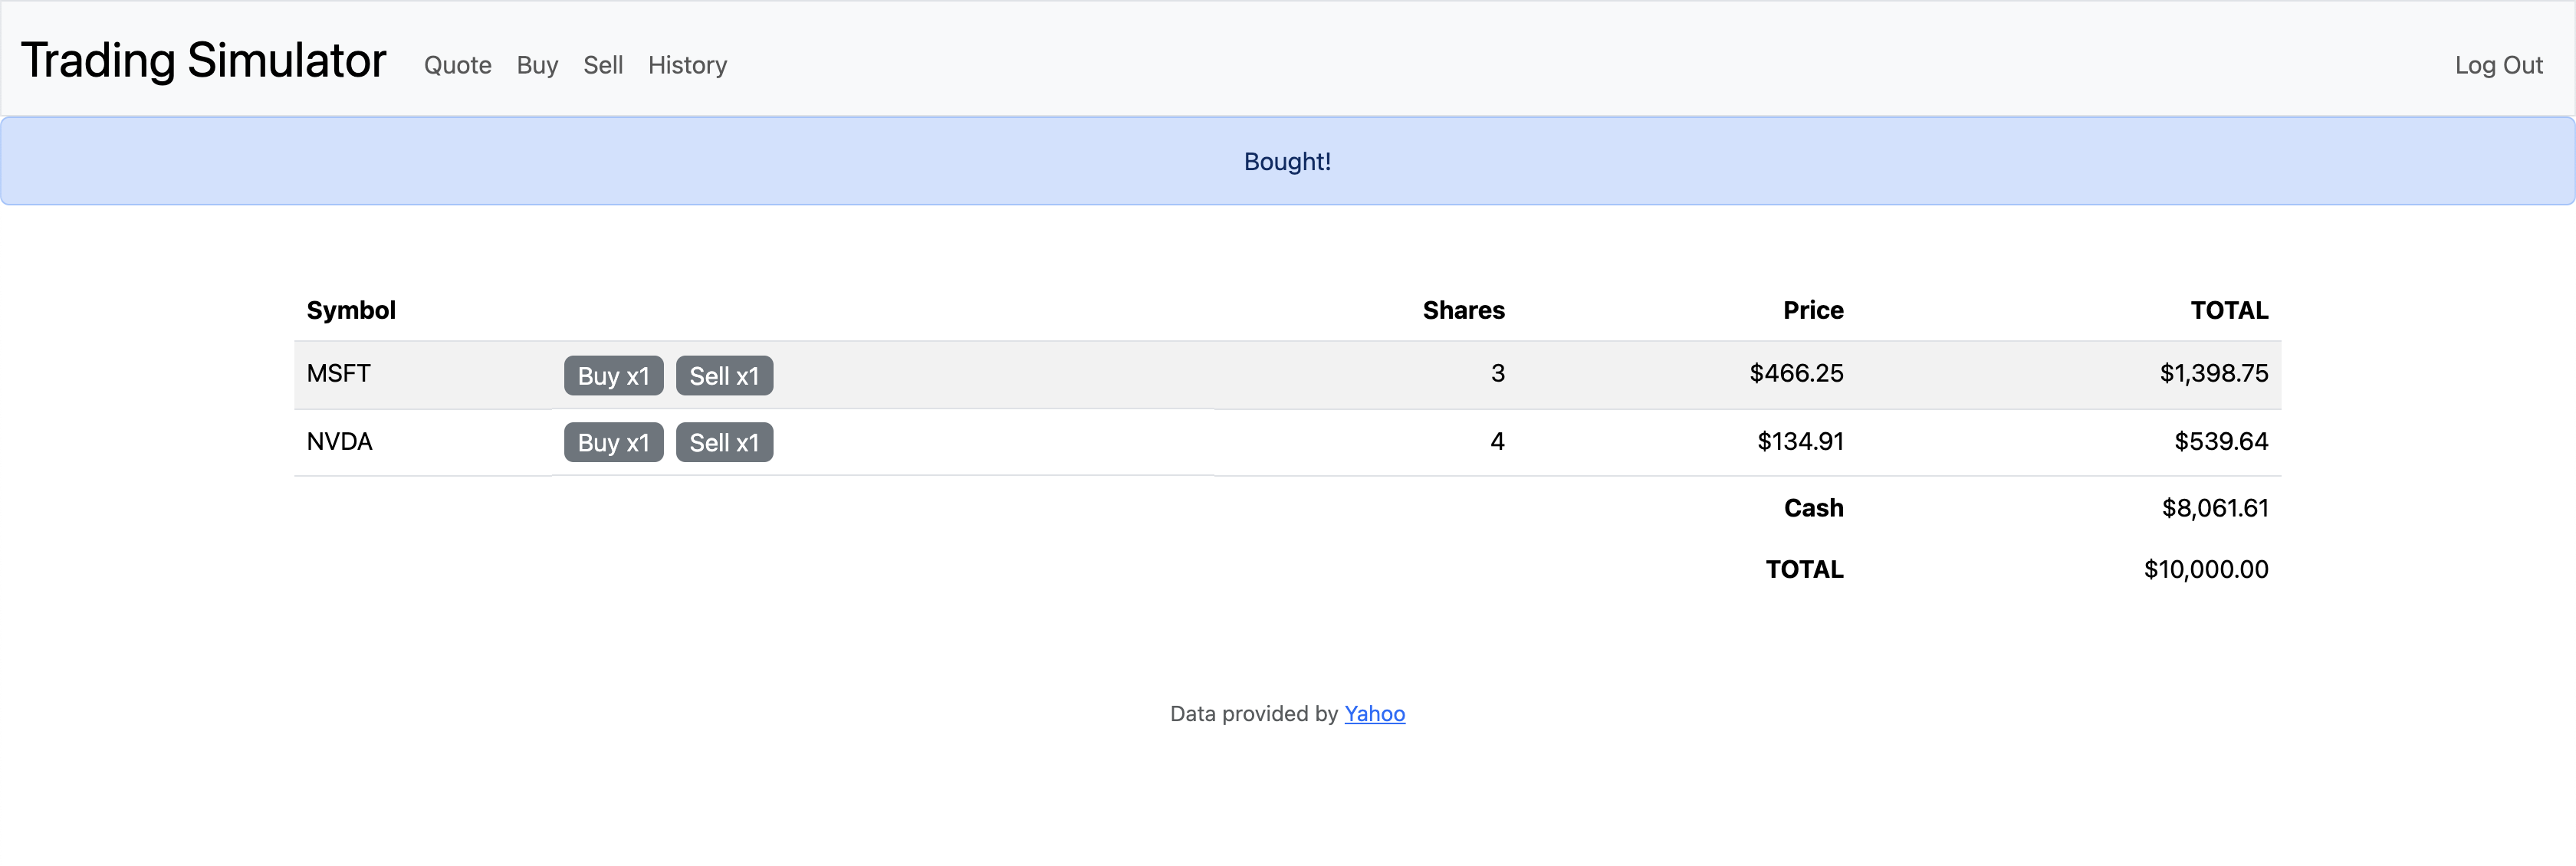 Trading Simulator Quote Buy Sell History Log Out
Bought!
Symbol Shares Price TOTAL
MSFT Buy x1 Sell x1 3 $466.25 $1,398.75
NVDA Buy x1 Sell x1 4 $134.91 $539.64
Cash $8,061.61
TOTAL $10,000.00
Data provided by Yahoo